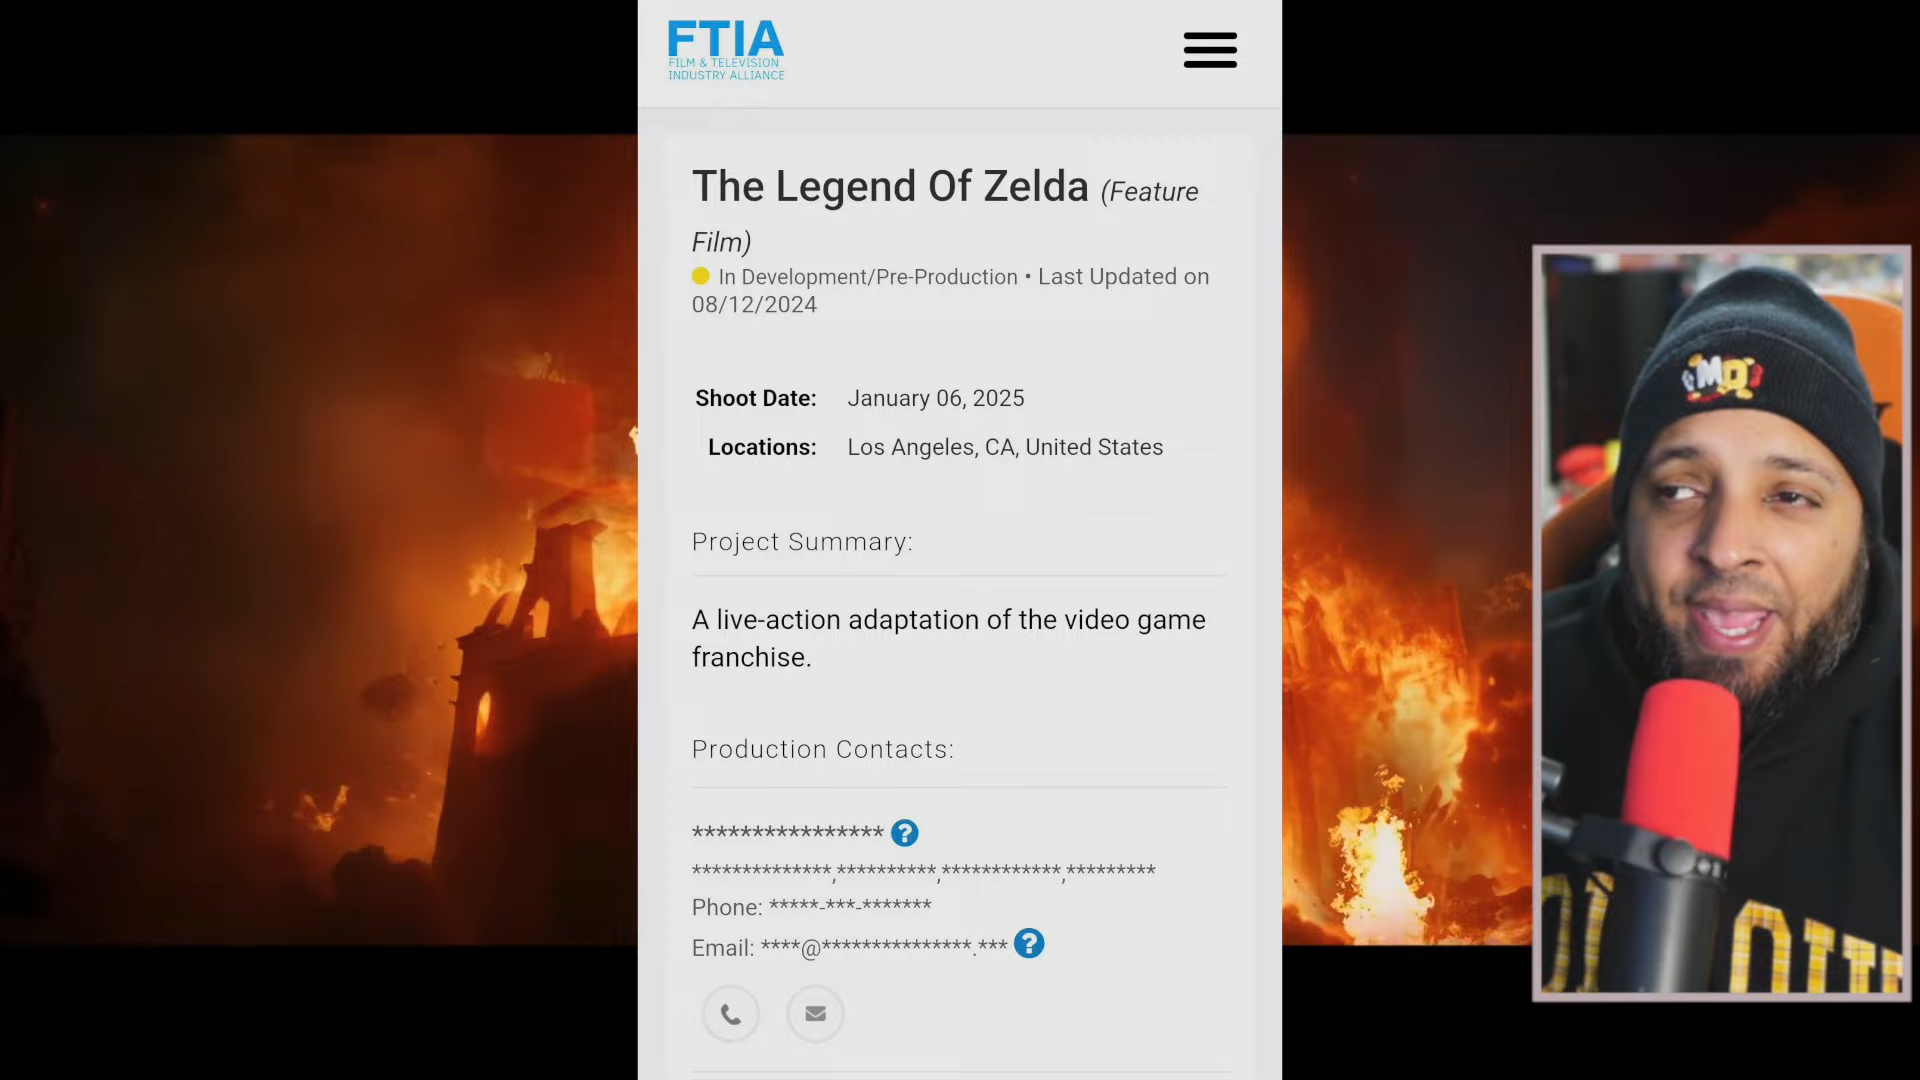 FTIA
FILM & TELEVISION
INDUSTRY ALLIANCE
The Legend Of Zelda (Feature
Film)
In Development/Pre-Production • Last Updated on
08/12/2024
Shoot Date: January 06, 2025
Locations: Los Angeles, CA, United States
Project Summary:
A live-action adaptation of the video game
franchise.
Production Contacts:
**************** ?
**************,**********,************,*********
Phone: *****-***-*******
Email: ****@***************.*** ?
MO